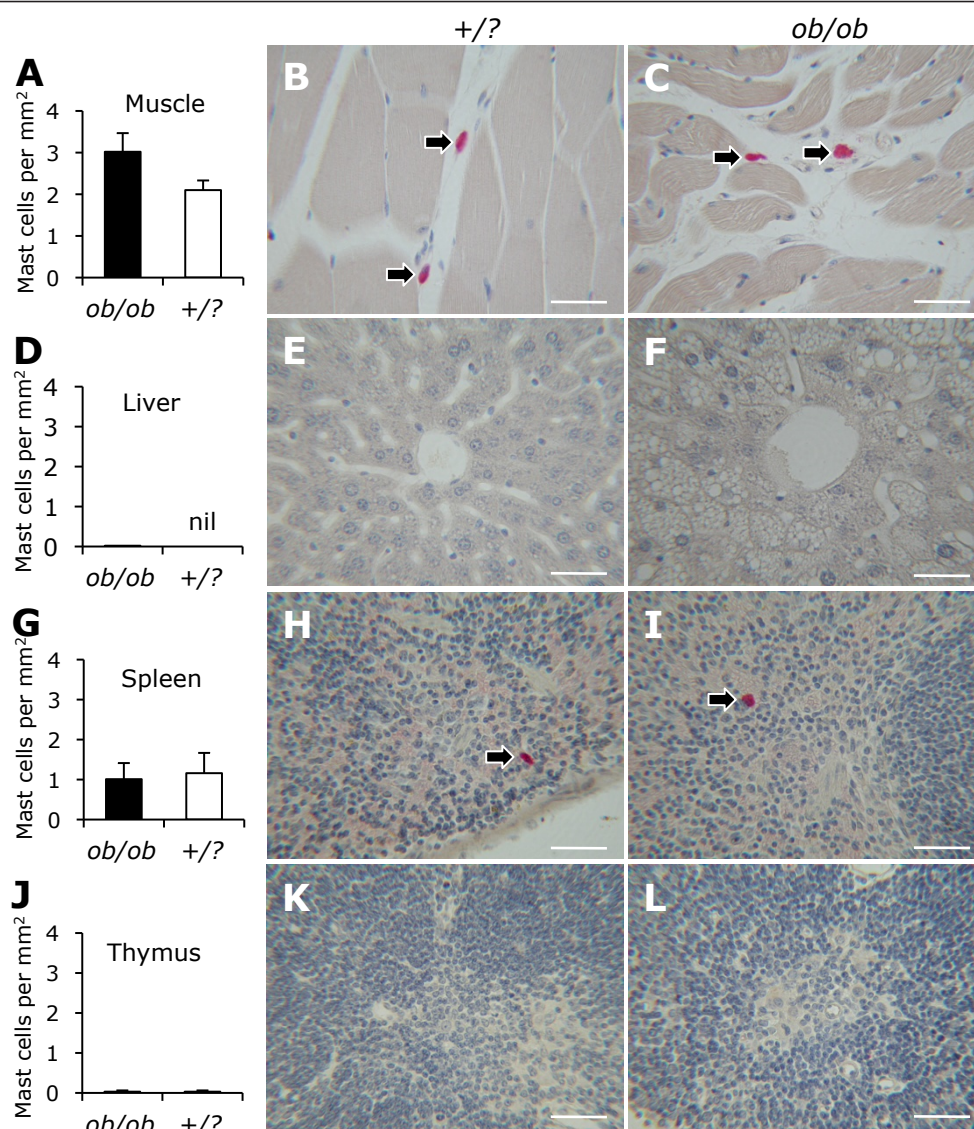 +/? ob/ob
A
Muscle
Mast cells per mm2
4
3
2
1
0
ob/ob +/?
B
C
D
Liver
Mast cells per mm2
4
3
2
1
0
nil
ob/ob +/?
E
F
G
Spleen
Mast cells per mm2
4
3
2
1
0
ob/ob +/?
H
I
J
Thymus
Mast cells per mm2
4
3
2
1
0
ob/ob +/?
K
L